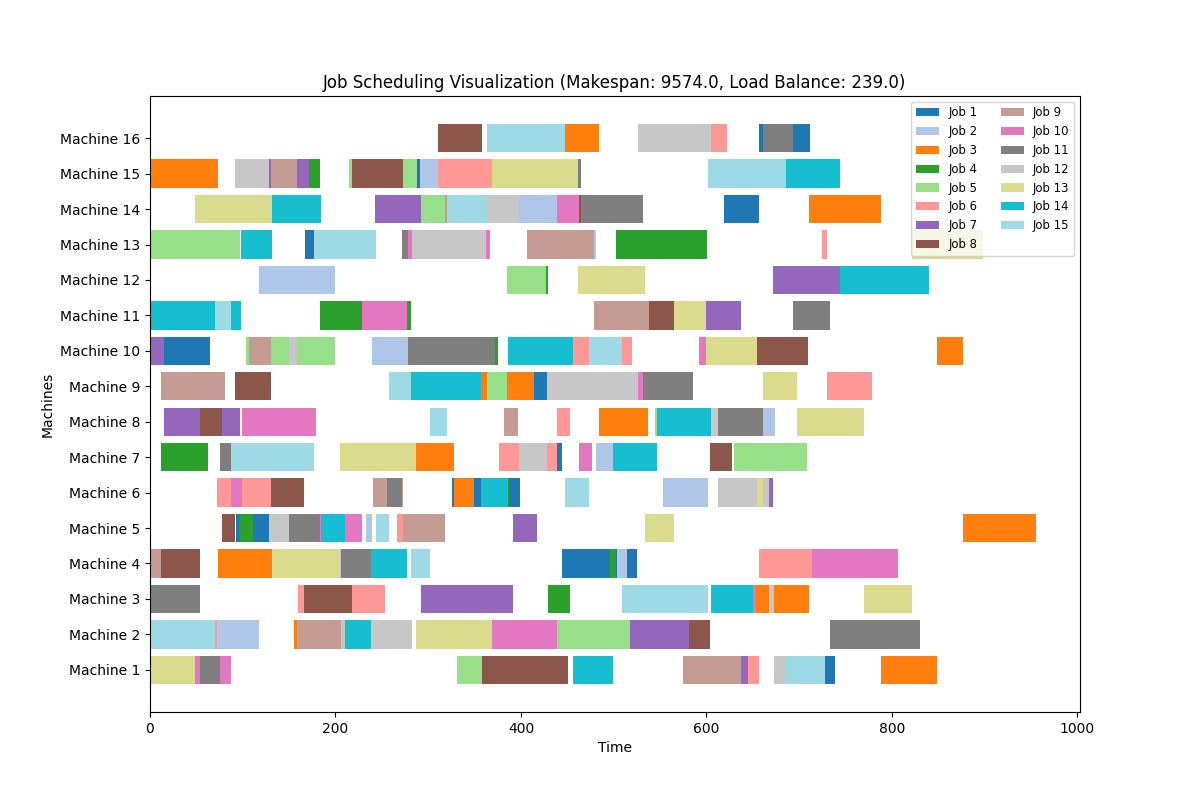 Job Scheduling Visualization (Makespan: 9574.0, Load Balance: 239.0)
Machines
Machine 16
Machine 15
Machine 14
Machine 13
Machine 12
Machine 11
Machine 10
Machine 9
Machine 8
Machine 7
Machine 6
Machine 5
Machine 4
Machine 3
Machine 2
Machine 1
Job 1
Job 2
Job 3
Job 4
Job 5
Job 6
Job 7
Job 8
Job 9
Job 10
Job 11
Job 12
Job 13
Job 14
Job 15
0 200 400 600 800 1000
Time